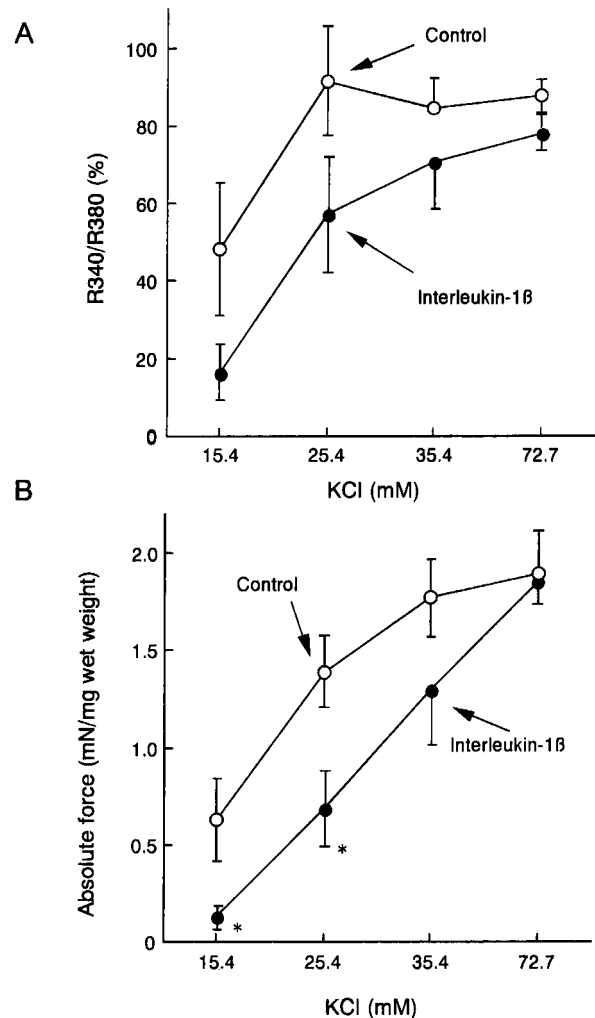 A
100
80
60
40
20
0
R340/R380 (%)
Control
Interleukin-1ß
15.4 25.4 35.4 72.7
KCl (mM)
B
2.0
1.5
1.0
0.5
0
Absolute force (mN/mg wet weight)
Control
Interleukin-1ß
*
*
15.4 25.4 35.4 72.7
KCl (mM)